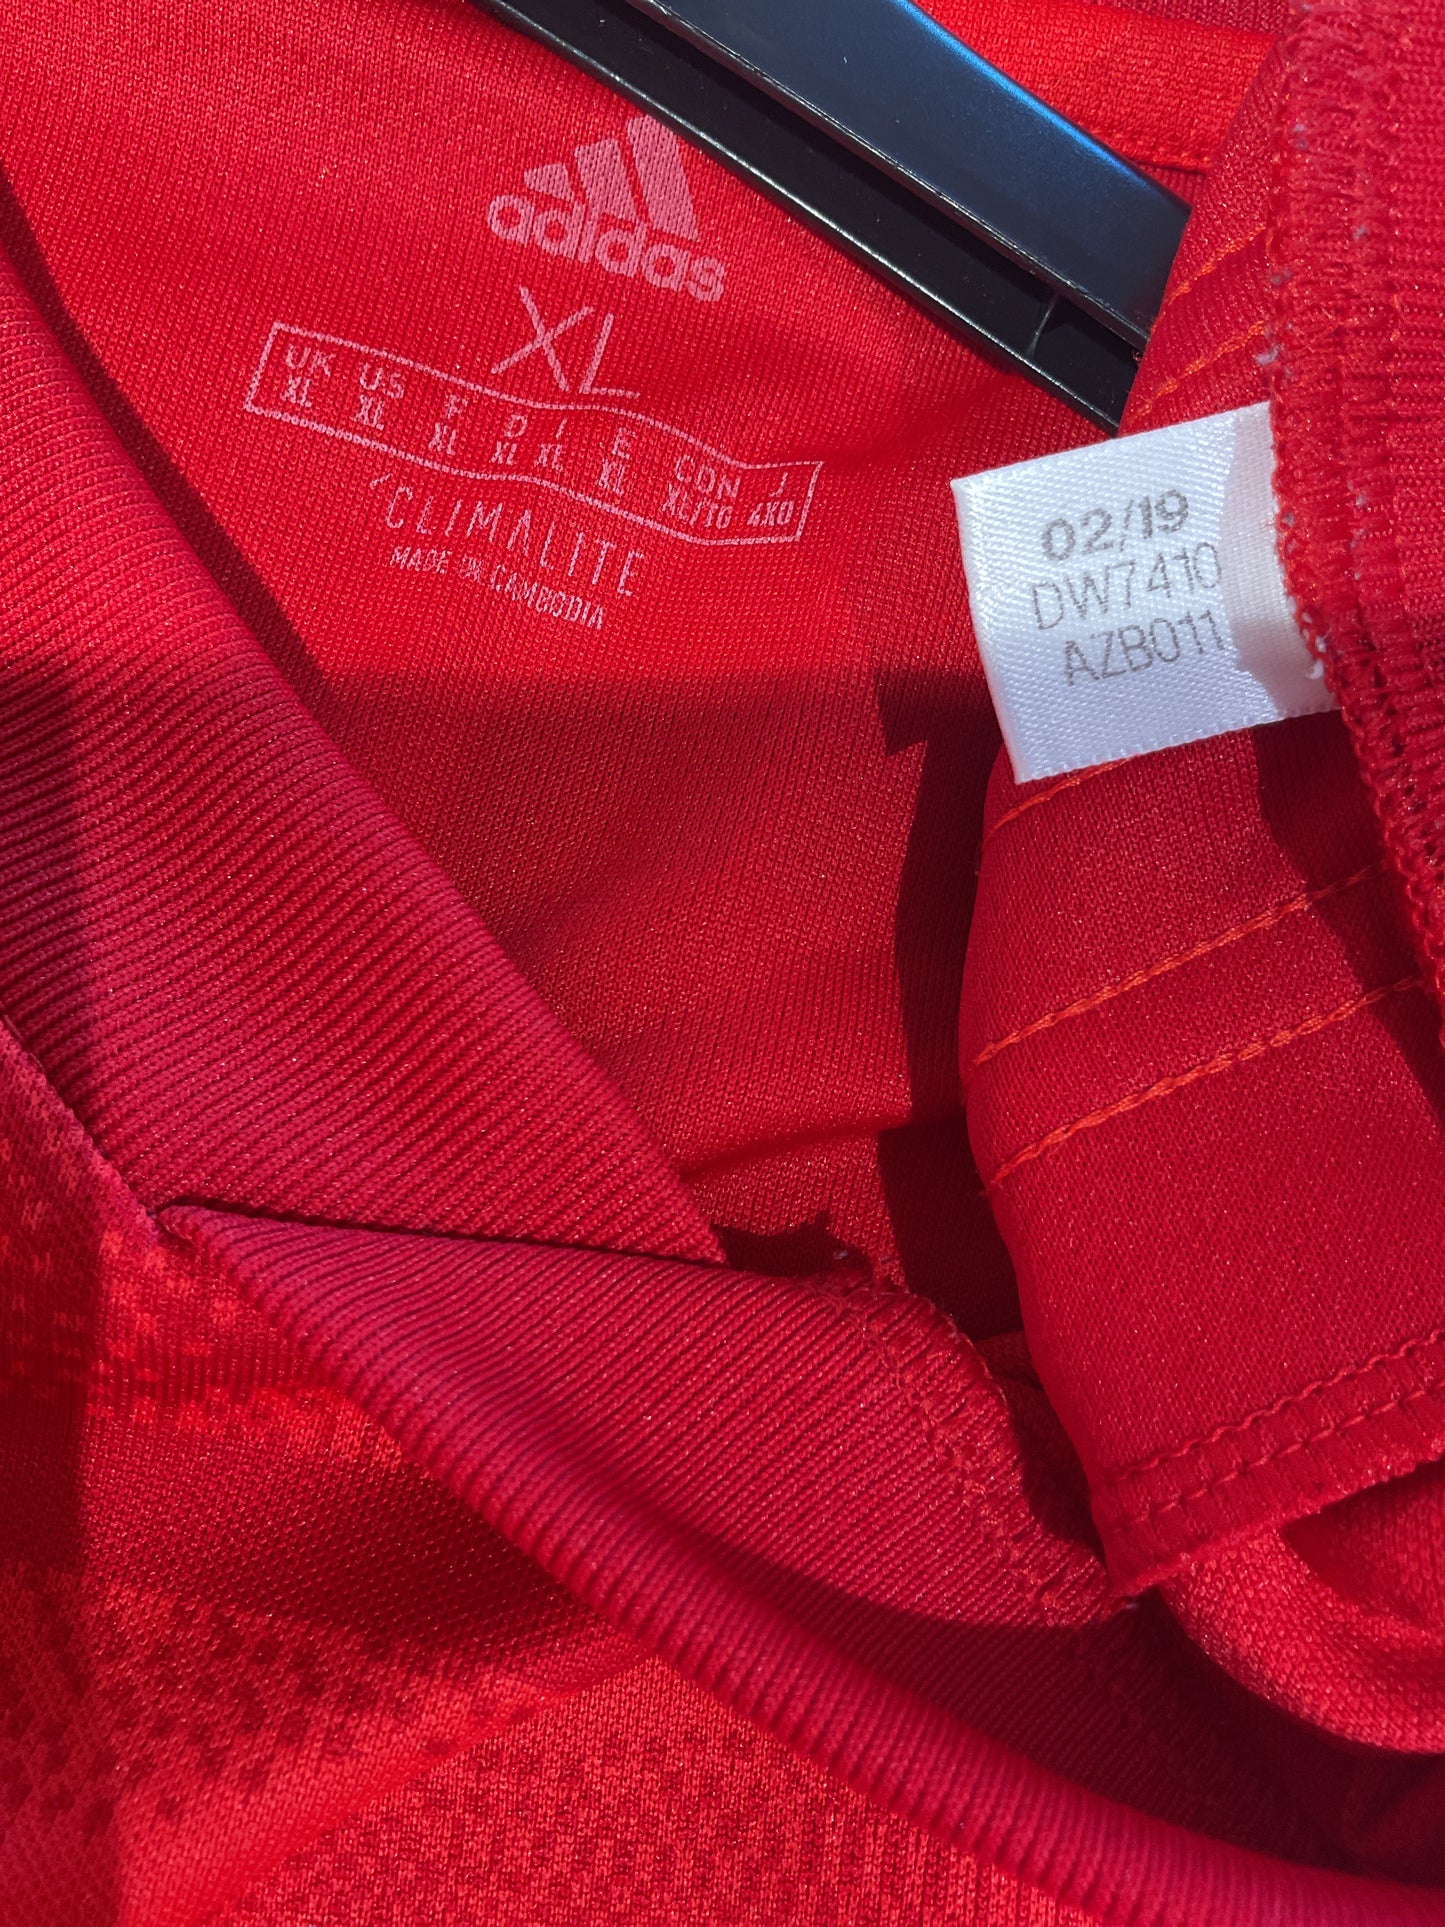 adidas
XL
UK US F D I E CDN J
XL XL XL XL XL XL XL/TG 4XO
CLIMALITE
MADE IN CAMBODIA
02/19
DW7410
AZB011